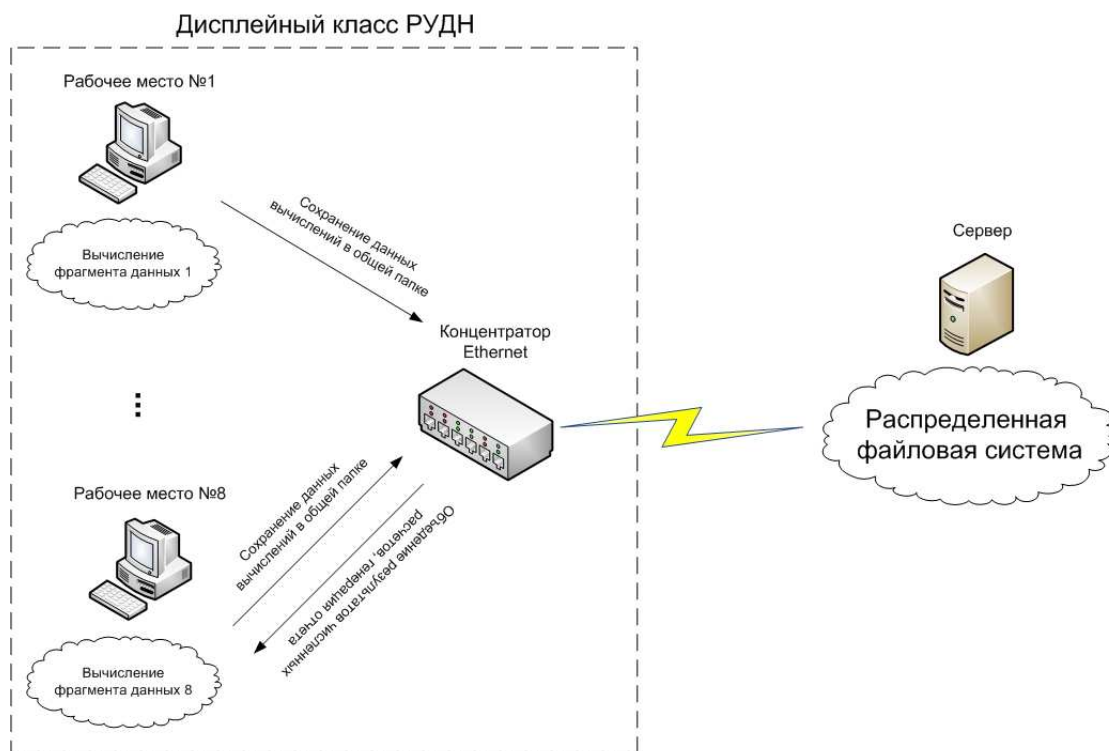 Дисплейный класс РУДН
Рабочее место №1
Вычисление
фрагмента данных 1
Сохранение данных
вычислений в общей папке
Концентратор
Ethernet
Сервер
Распределенная
файловая система
Рабочее место №8
Вычисление
фрагмента данных 8
Сохранение данных
вычислений в общей папке
Объедение результатов численных
расчетов, генерация отчета